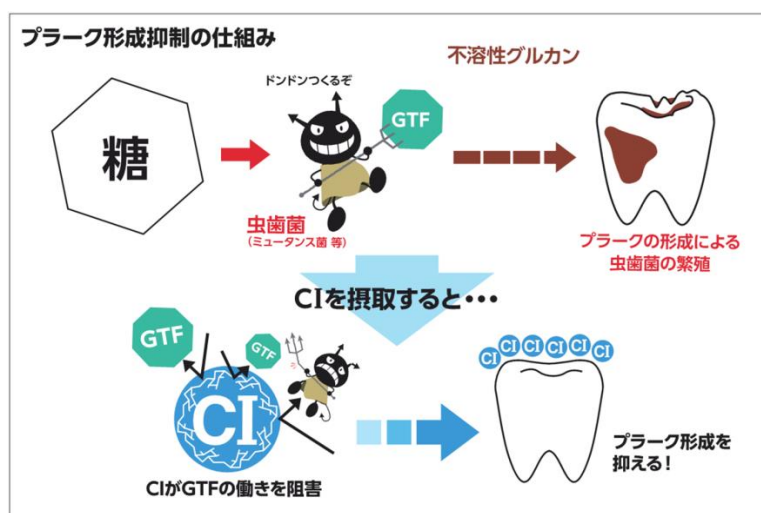 プラーク形成抑制の仕組み
不溶性グルカン
ドンドンつくるぞ
GTF
糖
虫歯菌
(ミュータンス菌 等)
プラークの形成による
虫歯菌の繁殖
CIを摂取すると・・・
GTF
GTF
CI
CI CI CI CI CI CI
プラーク形成を
抑える!
CIがGTFの働きを阻害